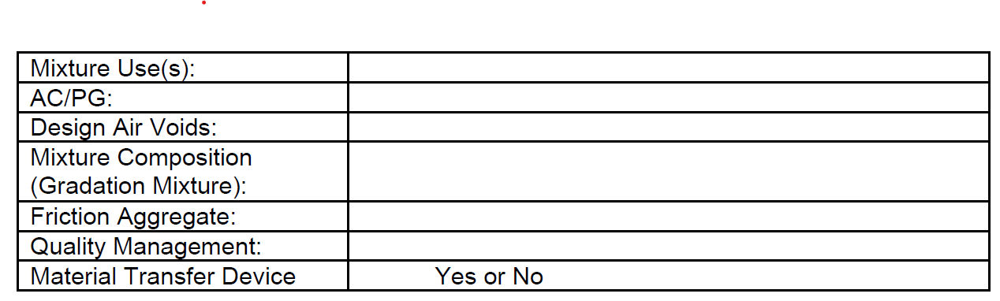 Mixture Use(s):
AC/PG:
Design Air Voids:
Mixture Composition
(Gradation Mixture):
Friction Aggregate:
Quality Management:
Material Transfer Device Yes or No